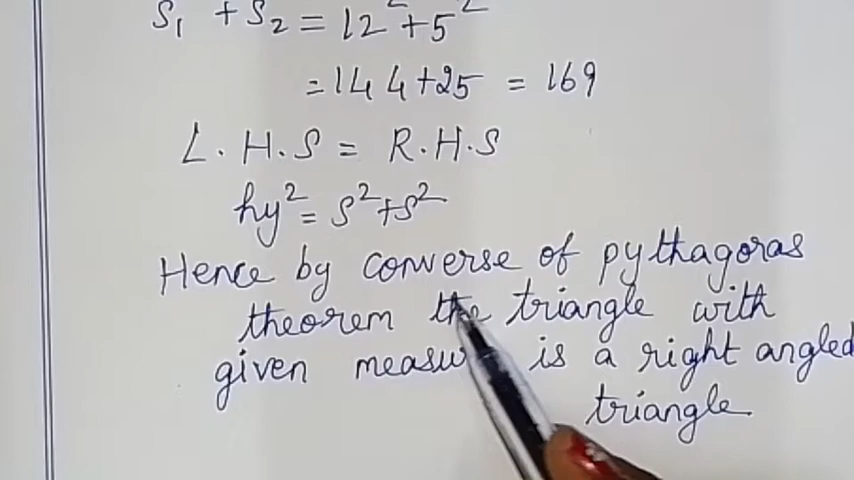 S₁ + S₂ = 12² + 5²
= 144 + 25 = 169
L.H.S = R.H.S
hy² = S² + S²
Hence by converse of pythagoras
theorem the triangle with
given is a right angled
triangle